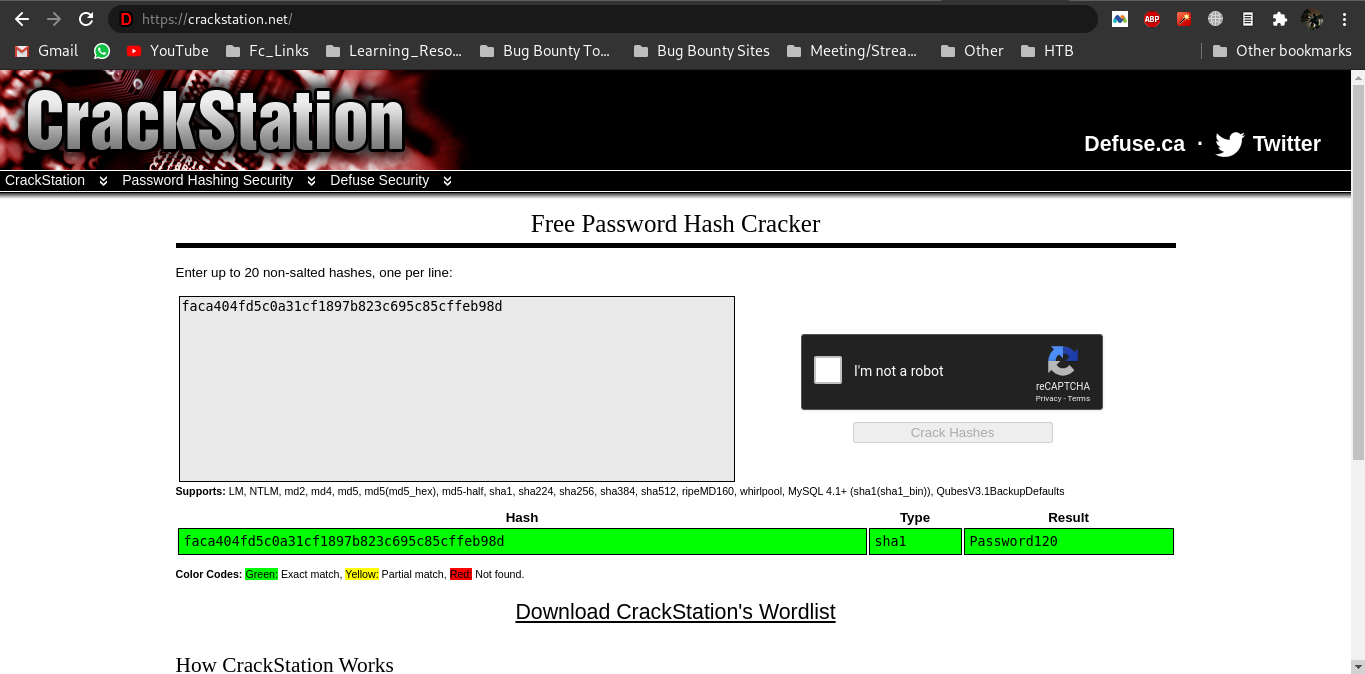 https://crackstation.net/
Gmail YouTube Fc_Links Learning_Reso... Bug Bounty To... Bug Bounty Sites Meeting/Strea... Other HTB Other bookmarks
ABP
CrackStation
Defuse.ca · Twitter
CrackStation Password Hashing Security Defuse Security
Free Password Hash Cracker
Enter up to 20 non-salted hashes, one per line:
faca404fd5c0a31cf1897b823c695c85cffeb98d
I'm not a robot
reCAPTCHA
Privacy - Terms
Crack Hashes
Supports: LM, NTLM, md2, md4, md5, md5(md5_hex), md5-half, sha1, sha224, sha256, sha384, sha512, ripeMD160, whirlpool, MySQL 4.1+ (sha1(sha1_bin)), QubesV3.1BackupDefaults
Hash Type Result
faca404fd5c0a31cf1897b823c695c85cffeb98d sha1 Password120
Color Codes: Green: Exact match, Yellow: Partial match, Red: Not found.
Download CrackStation's Wordlist
How CrackStation Works